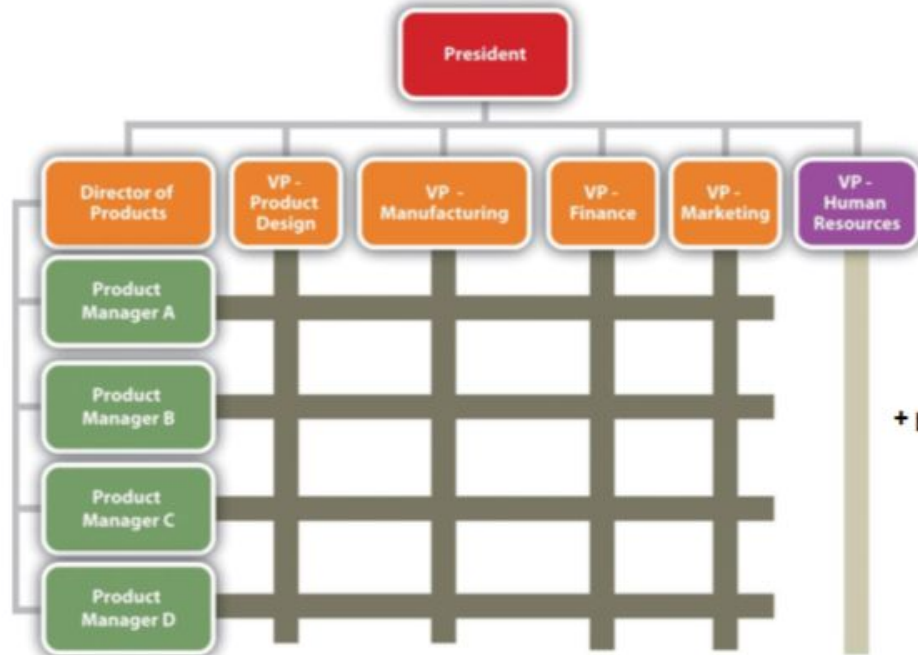 President
Director of
Products
VP -
Product
Design
VP -
Manufacturing
VP -
Finance
VP -
Marketing
VP -
Human
Resources
Product
Manager A
Product
Manager B
Product
Manager C
Product
Manager D
+